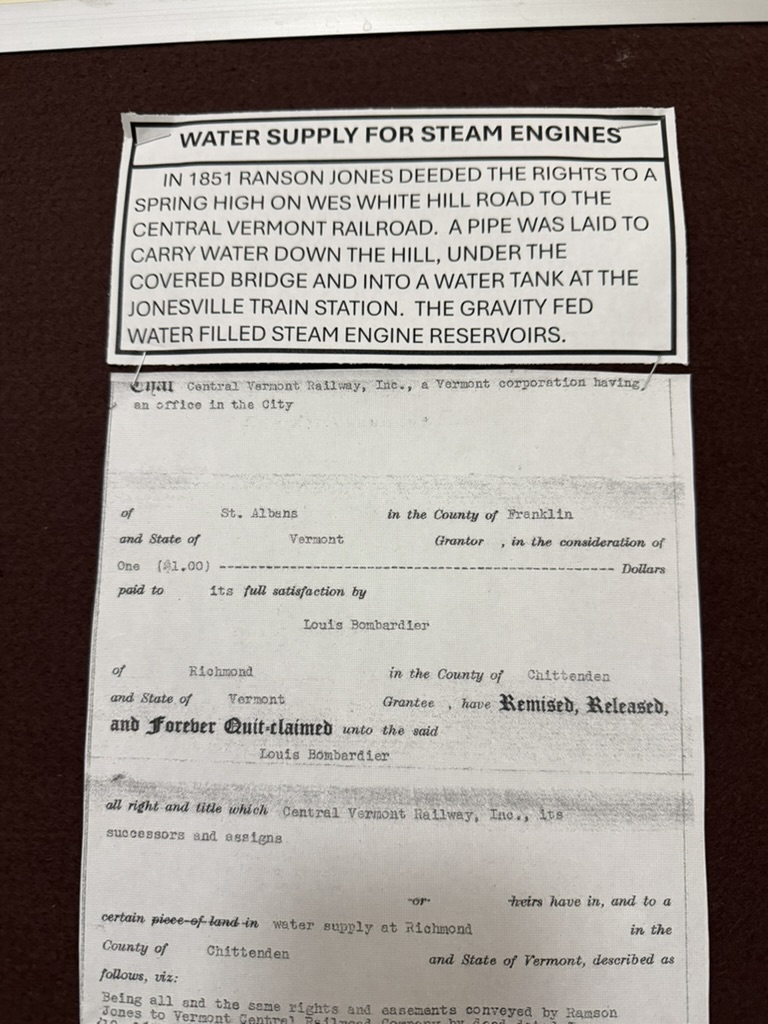 WATER SUPPLY FOR STEAM ENGINES
IN 1851 RANSON JONES DEEDED THE RIGHTS TO A
SPRING HIGH ON WES WHITE HILL ROAD TO THE
CENTRAL VERMONT RAILROAD. A PIPE WAS LAID TO
CARRY WATER DOWN THE HILL, UNDER THE
COVERED BRIDGE AND INTO A WATER TANK AT THE
JONESVILLE TRAIN STATION. THE GRAVITY FED
WATER FILLED STEAM ENGINE RESERVOIRS.
That Central Vermont Railway, Inc., a Vermont corporation having
an office in the City
of St. Albans in the County of Franklin
and State of Vermont Grantor , in the consideration of
One ($1.00) ---------------------------------------- Dollars
paid to its full satisfaction by
Louis Bombardier
of Richmond in the County of Chittenden
and State of Vermont Grantee , have Remised, Released,
and Forever Quit-claimed unto the said
Louis Bombardier
all right and title which Central Vermont Railway, Inc., its
successors and assigns
or heirs have in, and to a
certain piece of land in water supply at Richmond in the
County of Chittenden and State of Vermont, described as
follows, viz:
Being all and the same rights and easements conveyed by Ramson
Jones to Vermont Central Railroad Company by deed